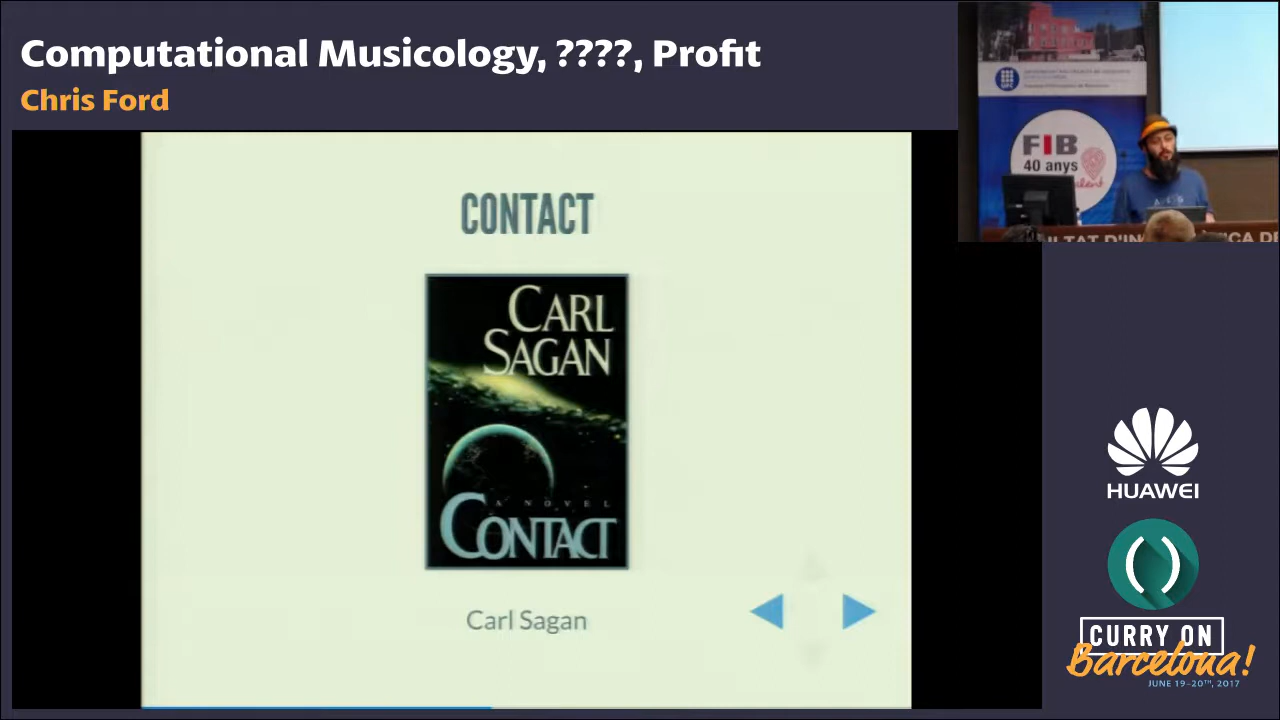 Computational Musicology, ????, Profit
Chris Ford
CONTACT
CARL
SAGAN
A NOVEL
CONTACT
Carl Sagan
UPC
FIB
40 anys
HUAWEI
CURRY ON
Barcelona!
JUNE 19-20TH, 2017